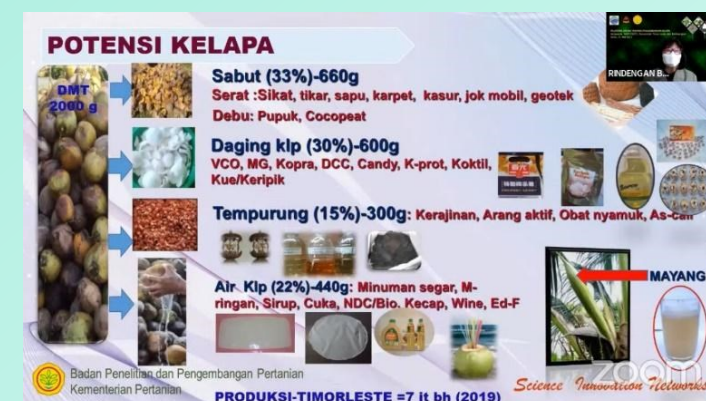 POTENSI KELAPA
RINDENGAN B...
DMT
2000 g
Sabut (33%)-660g
Serat :Sikat, tikar, sapu, karpet, kasur, jok mobil, geotek
Debu: Pupuk, Cocopeat
Daging klp (30%)-600g
VCO, MG, Kopra, DCC, Candy, K-prot, Koktil,
Kue/Keripik
Tempurung (15%)-300g: Kerajinan, Arang aktif, Obat nyamuk, As-cair
Air Klp (22%)-440g: Minuman segar, M-
ringan, Sirup, Cuka, NDC/Bio. Kecap, Wine, Ed-F
MAYANG
Badan Penelitian dan Pengembangan Pertanian
Kementerian Pertanian
PRODUKSI-TIMORLESTE =7 jt bh (2019)
zoom
Science Innovation Networks